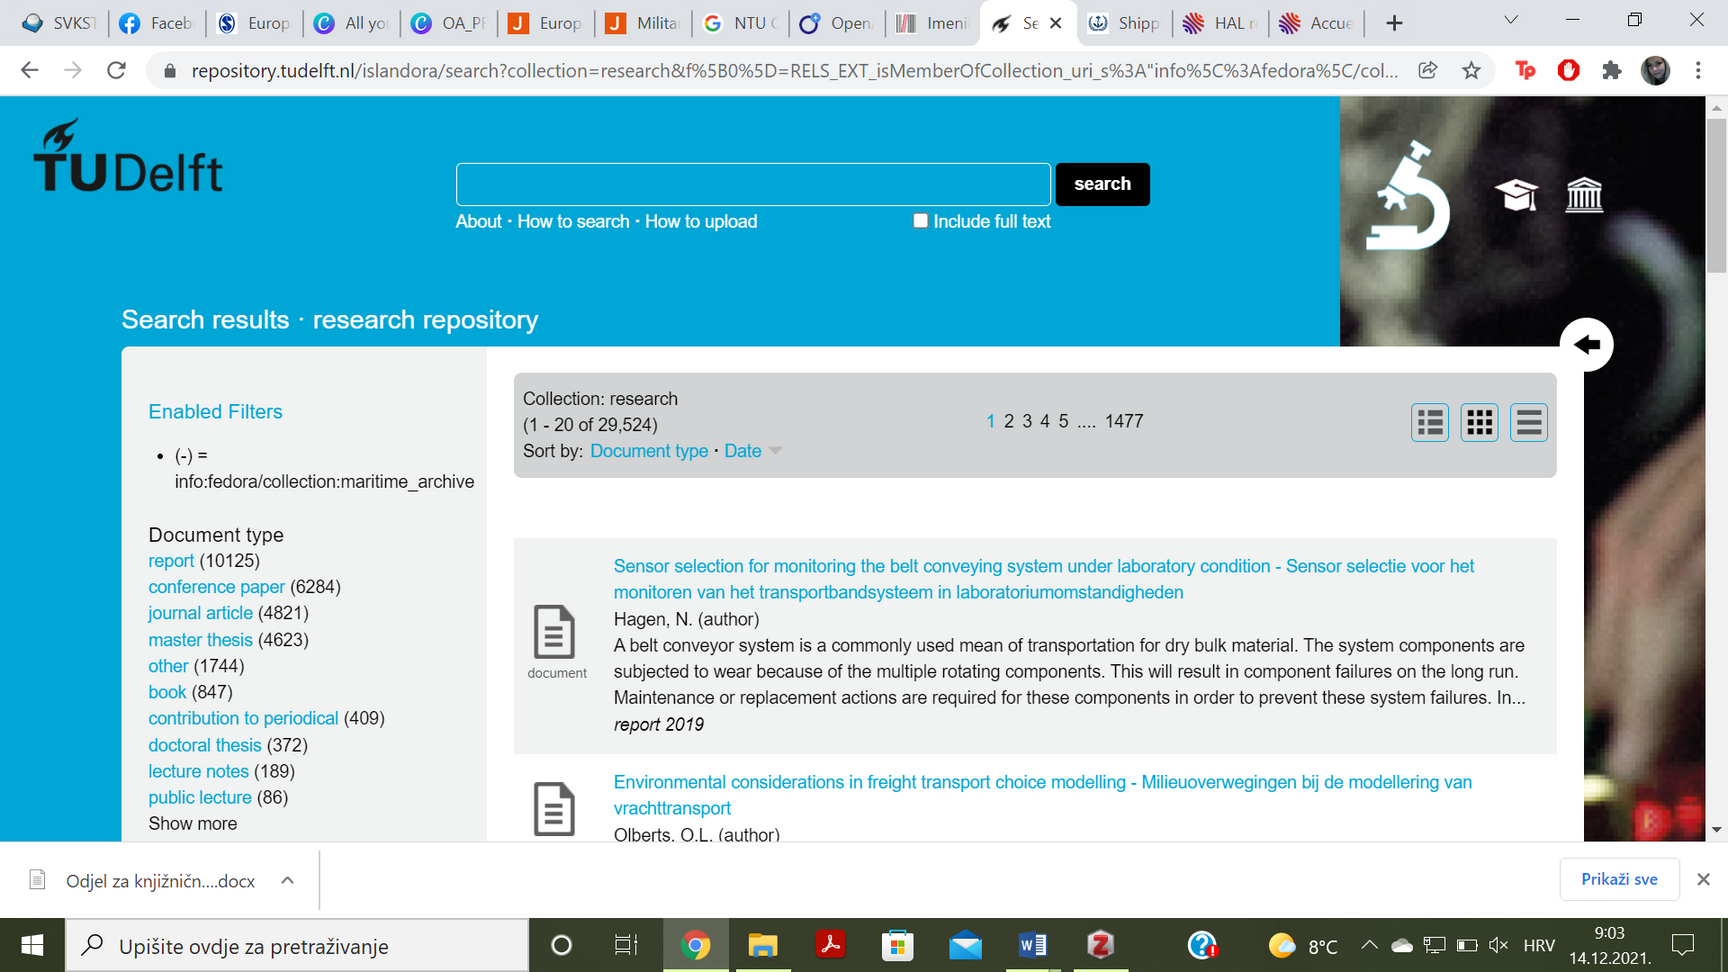 SVKST
Faceb
Europ
All you
OA_PR
Europ
Militar
NTU
Open
Imeni
Se
Shipp
HAL r
Accue
repository.tudelft.nl/islandora/search?collection=research&f%5B0%5D=RELS_EXT_isMemberOfCollection_uri_s%3A"info%5C%3Afedora%5C/col...
TUDelft
search
About · How to search · How to upload
Include full text
Search results · research repository
Enabled Filters
(-) =
info:fedora/collection:maritime_archive
Document type
report (10125)
conference paper (6284)
journal article (4821)
master thesis (4623)
other (1744)
book (847)
contribution to periodical (409)
doctoral thesis (372)
lecture notes (189)
public lecture (86)
Show more
Collection: research
(1 - 20 of 29,524)
Sort by: Document type · Date
1 2 3 4 5 .... 1477
Sensor selection for monitoring the belt conveying system under laboratory condition - Sensor selectie voor het
monitoren van het transportbandsysteem in laboratoriumomstandigheden
Hagen, N. (author)
A belt conveyor system is a commonly used mean of transportation for dry bulk material. The system components are
subjected to wear because of the multiple rotating components. This will result in component failures on the long run.
Maintenance or replacement actions are required for these components in order to prevent these system failures. In...
report 2019
document
Environmental considerations in freight transport choice modelling - Milieuoverwegingen bij de modellering van
vrachttransport
Olberts, O.L. (author)
Odjel za knjižničn....docx
Prikaži sve
Upišite ovdje za pretraživanje
8°C
HRV
9:03
14.12.2021.